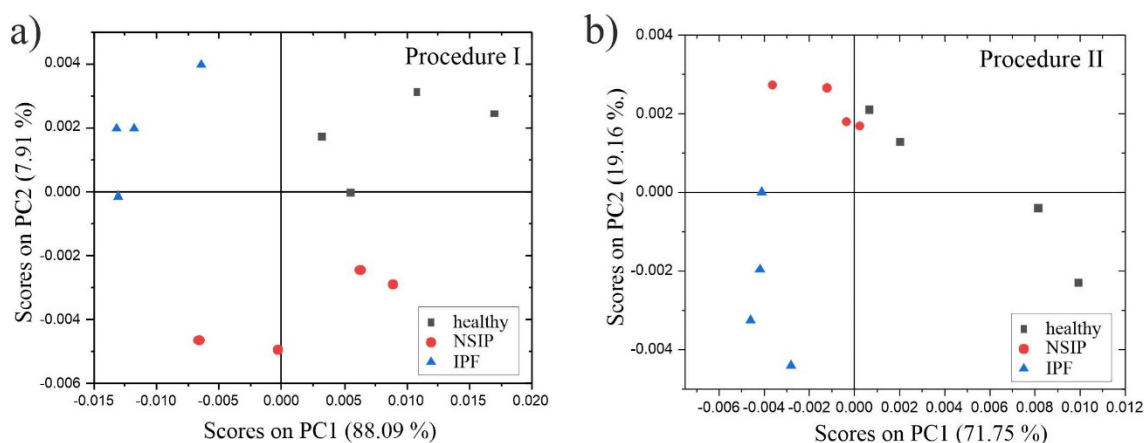 a)
Procedure I
0.004
0.002
0.000
-0.002
-0.004
-0.006
Scores on PC2 (7.91 %)
healthy
NSIP
IPF
-0.015 -0.010 -0.005 0.000 0.005 0.010 0.015 0.020
Scores on PC1 (88.09 %)
b)
Procedure II
0.004
0.002
0.000
-0.002
-0.004
Scores on PC2 (19.16 %.)
healthy
NSIP
IPF
-0.006 -0.004 -0.002 0.000 0.002 0.004 0.006 0.008 0.010 0.012
Scores on PC1 (71.75 %)